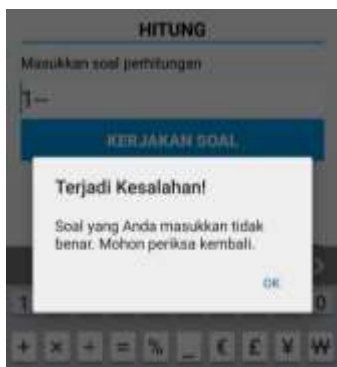 HITUNG
Masukkan soal perhitungan
1--
KERJAKAN SOAL
Terjadi Kesalahan!
Soal yang Anda masukkan tidak
benar. Mohon periksa kembali.
OK
1 0
+ × ÷ = % _ € £ ¥ ₩